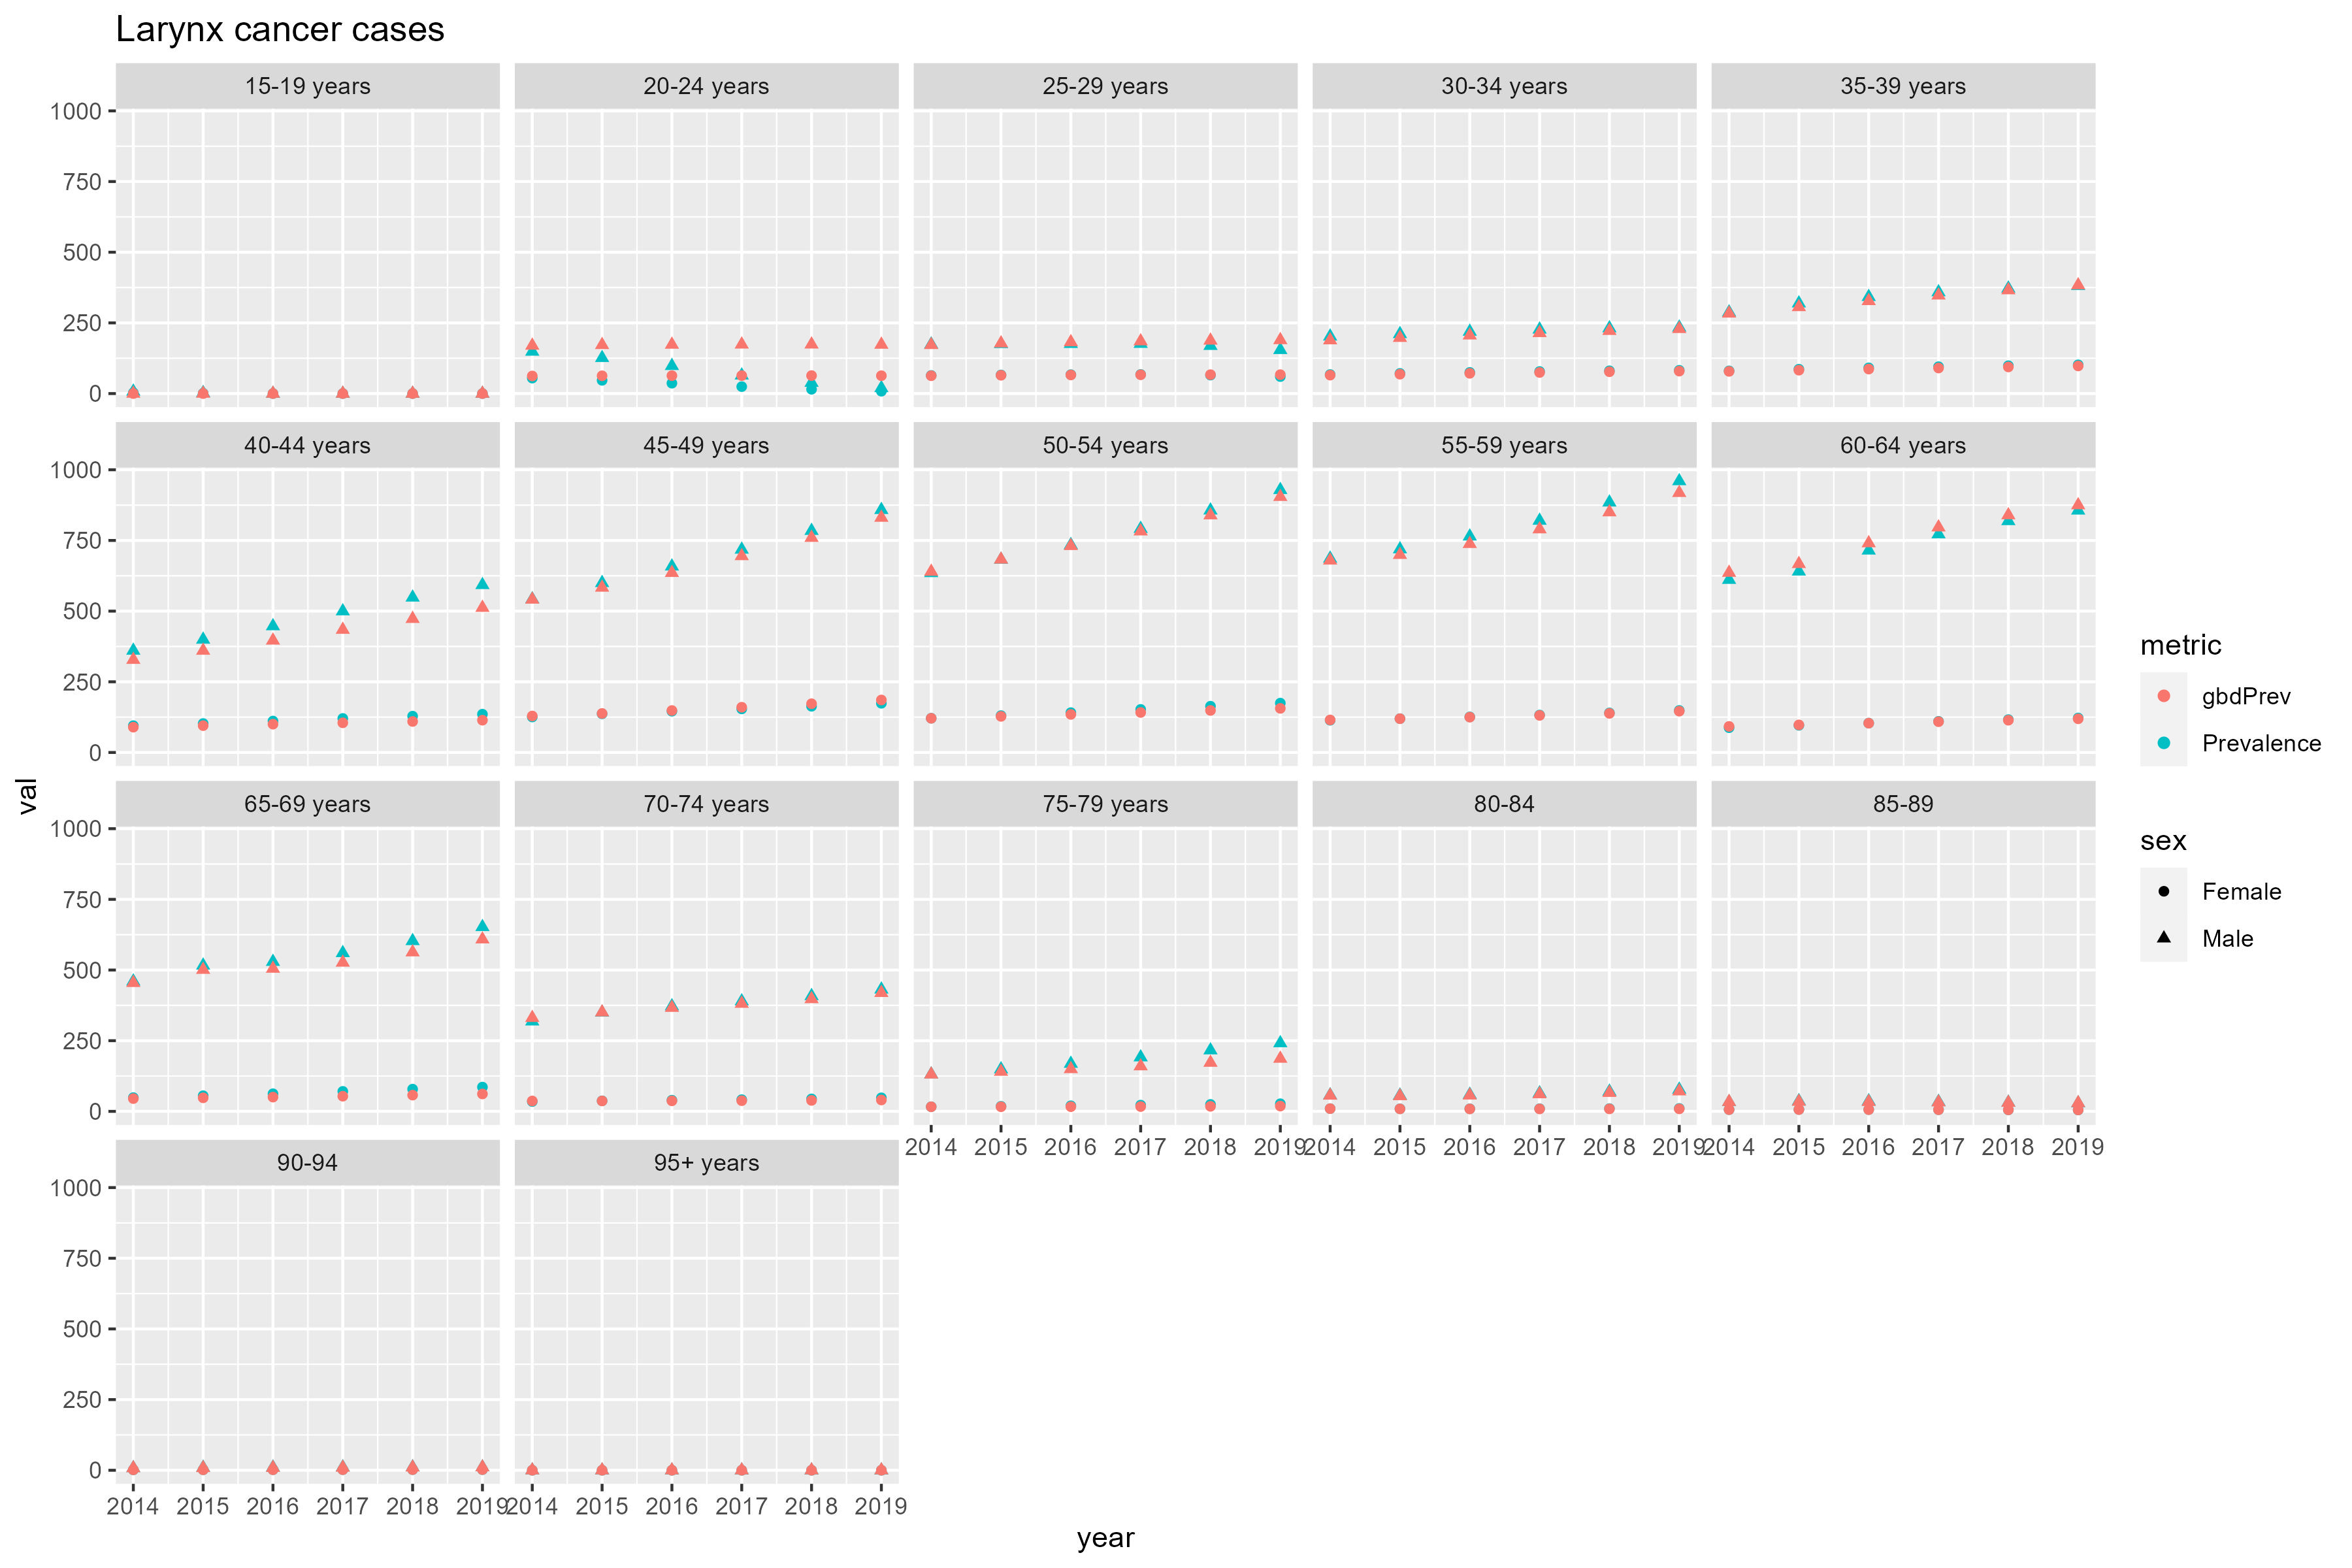 Larynx cancer cases
15-19 years 20-24 years 25-29 years 30-34 years 35-39 years
1000
750
500
250
0
40-44 years 45-49 years 50-54 years 55-59 years 60-64 years
1000
750
500
250
0
65-69 years 70-74 years 75-79 years 80-84 85-89
1000
750
500
250
0
2014 2015 2016 2017 2018 2019 2014 2015 2016 2017 2018 2019 2014 2015 2016 2017 2018 2019
90-94 95+ years
1000
750
500
250
0
2014 2015 2016 2017 2018 2019 2014 2015 2016 2017 2018 2019
year
val
metric
gbdPrev
Prevalence
sex
Female
Male